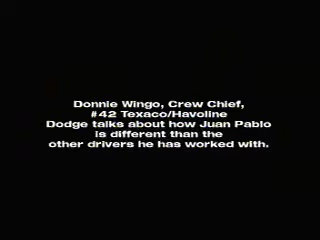 Donnie Wingo, Crew Chief,
#42 Texaco/Havoline
Dodge talks about how Juan Pablo
is different than the
other drivers he has worked with.